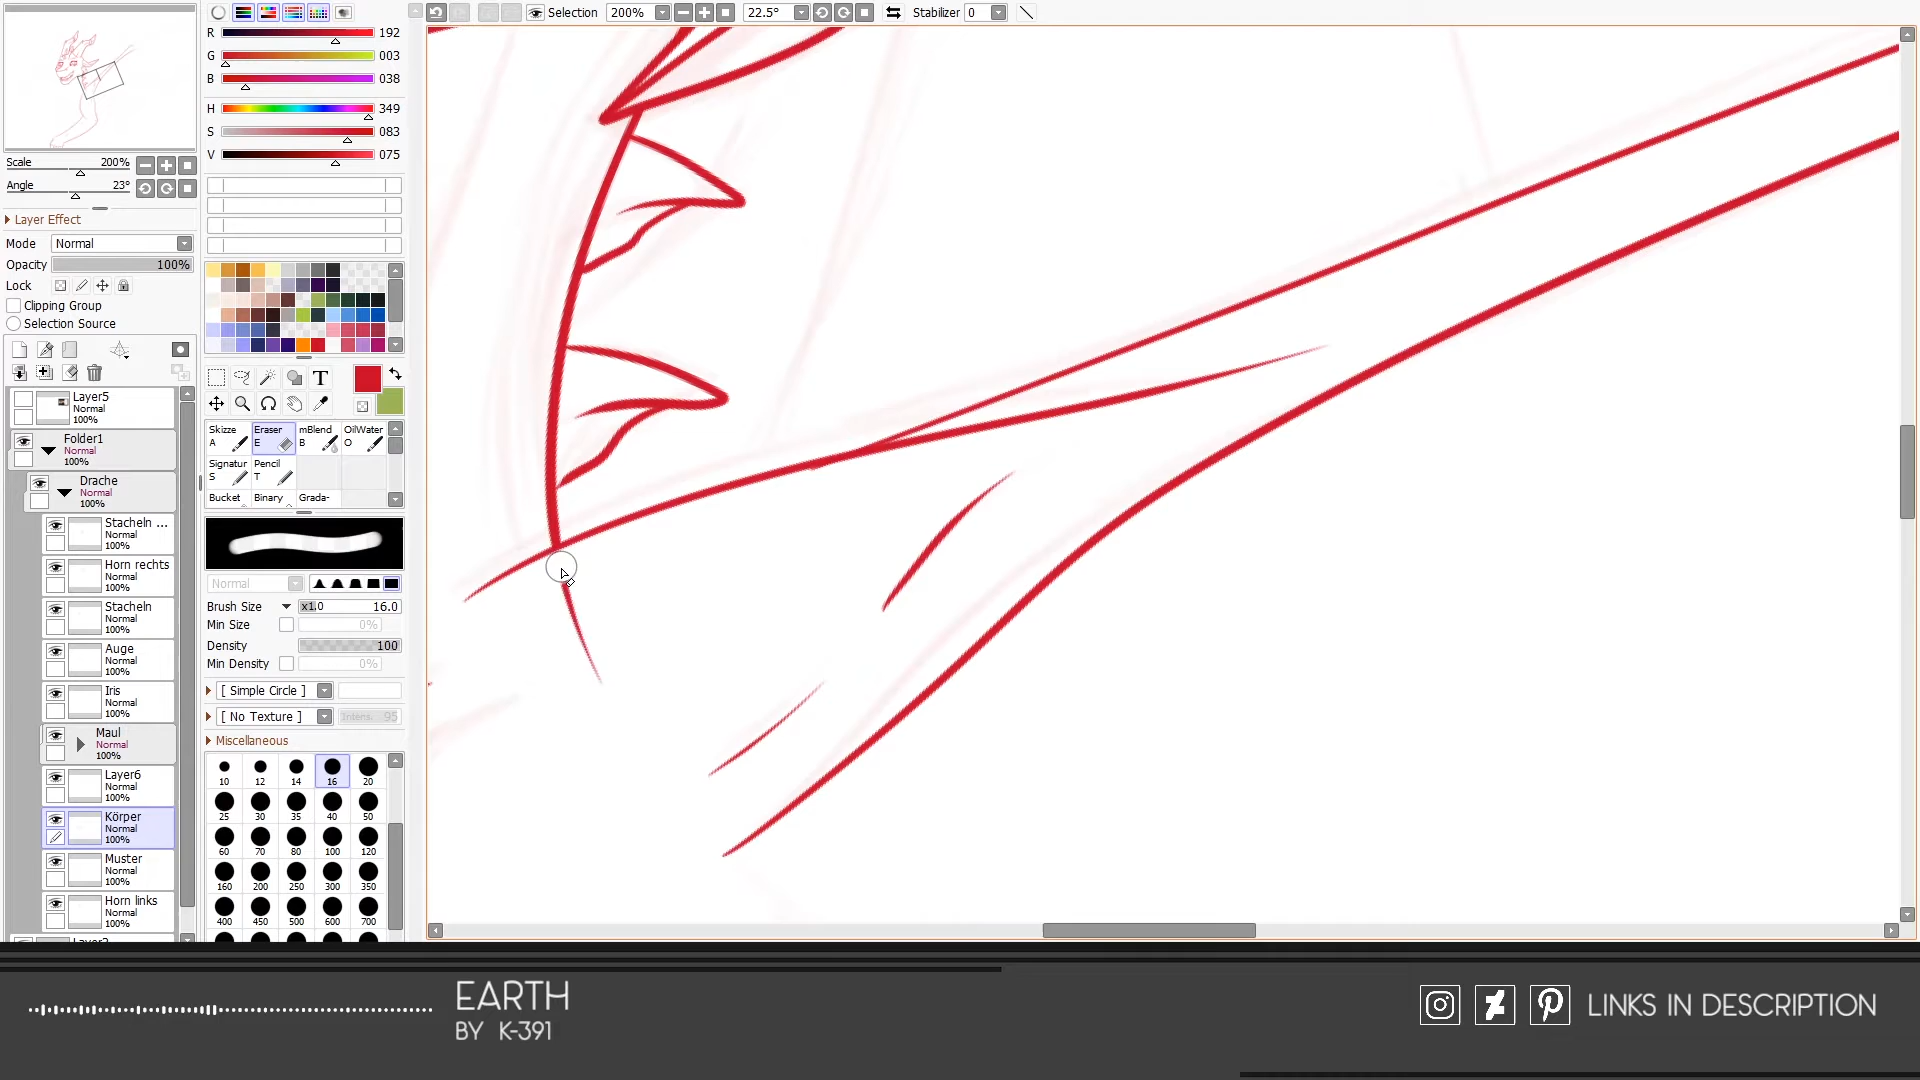 Selection 200% 22.5° Stabilizer 0
R 192
G 003
B 038
H 349
S 083
V 075
Scale 200%
Angle 23°
Layer Effect
Mode Normal
Opacity 100%
Lock
Clipping Group
Selection Source
Layer5
Normal
100%
Folder1
Normal
100%
Drache
Normal
100%
Stacheln ...
Normal
100%
Horn rechts
Normal
100%
Stacheln
Normal
100%
Auge
Normal
100%
Iris
Normal
100%
Maul
Normal
100%
Layer6
Normal
100%
Körper
Normal
100%
Muster
Normal
100%
Horn links
Normal
100%
T
Skizze Eraser mBlend OilWater
A E B O
Signatur Pencil
S T
Bucket Binary Grada-
Normal
Brush Size x1.0 16.0
Min Size 0%
Density 100
Min Density 0%
[ Simple Circle ]
[ No Texture ] Intens. 95
Miscellaneous
10 12 14 16 20
25 30 35 40 50
60 70 80 100 120
160 200 250 300 350
400 450 500 600 700
EARTH
BY K-391
LINKS IN DESCRIPTION